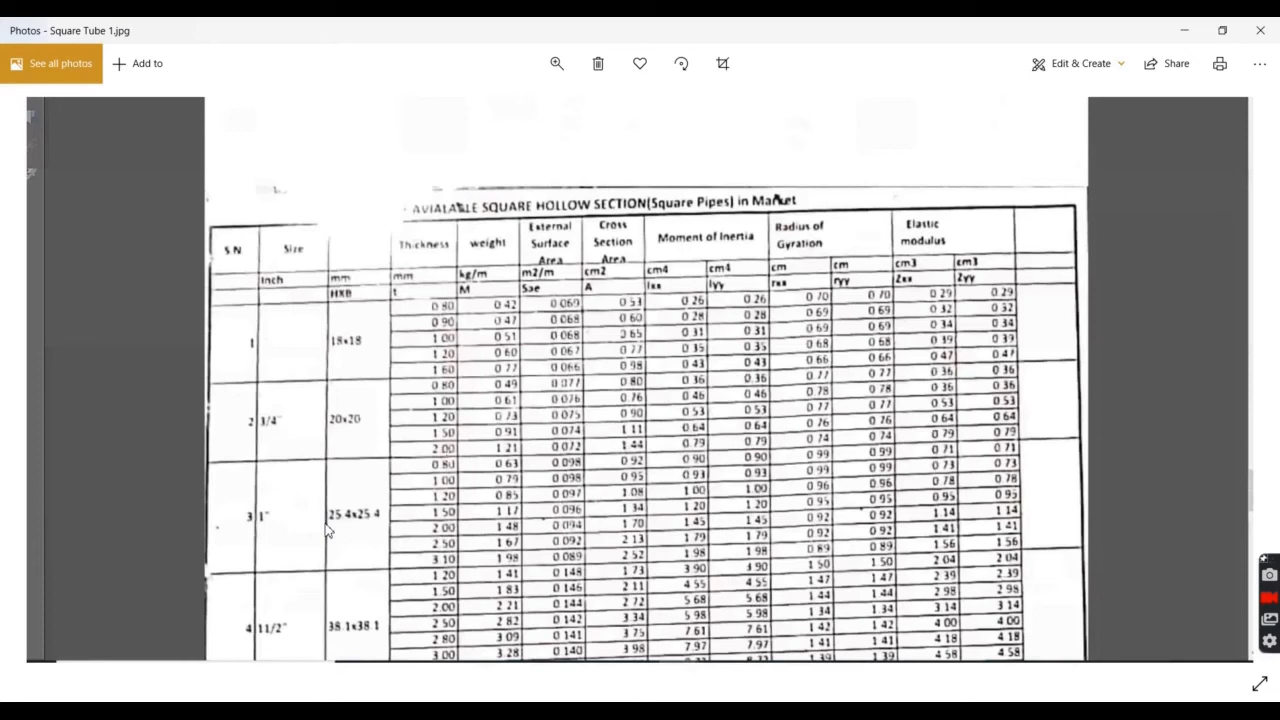 Photos - Square Tube 1.jpg
See all photos
Add to
Edit & Create
Share
AVIALABLE SQUARE HOLLOW SECTION(Square Pipes) in Market
S N Size Thickness weight External Surface Area Cross Section Area Moment of Inertia Radius of Gyration Elastic modulus
Inch mm mm kg/m m2/m cm2 cm4 cm4 cm cm cm3 cm3
HXB t M Sae A Ixx Iyy rxx ryy Zxx Zyy
0 80 0 42 0 069 0 53 0 26 0 26 0 70 0 70 0 29 0 29
0 90 0 47 0 068 0 60 0 28 0 28 0 69 0 69 0 32 0 32
1 18x18 1 00 0 51 0 068 0 65 0 31 0 31 0 69 0 69 0 34 0 34
1 20 0 60 0 067 0 77 0 35 0 35 0 68 0 68 0 39 0 39
1 60 0 77 0 066 0 98 0 43 0 43 0 66 0 66 0 47 0 47
0 80 0 49 0 077 0 80 0 36 0.36 0 77 0 77 0 36 0 36
1 00 0 61 0 076 0 76 0 46 0 46 0 78 0 78 0 36 0 36
2 3/4" 20x20 1 20 0 73 0 075 0 90 0 53 0 53 0 77 0 77 0 53 0 53
1 50 0 91 0 074 1 11 0 64 0 64 0 76 0 76 0 64 0 64
2 00 1 21 0 072 1 44 0 79 0 79 0 74 0 74 0 79 0 79
0 80 0 63 0 098 0 92 0 90 0 90 0 99 0 99 0 71 0 71
1 00 0 79 0 098 0 95 0 93 0 93 0 99 0 99 0 73 0 73
1 20 0 85 0 097 1 08 1 00 1 00 0 96 0 96 0 78 0 78
3 1" 25.4x25 4 1 50 1 17 0 096 1 34 1 20 1 20 0 95 0 95 0 95 0 95
2 00 1 48 0 094 1 70 1 45 1 45 0 92 0 92 1 14 1 14
2 50 1 67 0 092 2 13 1 79 1 79 0 92 0 92 1 41 1 41
3 10 1 98 0 089 2 52 1 98 1 98 0 89 0 89 1 56 1 56
1 20 1 41 0 148 1 73 3 90 3 90 1 50 1 50 2 04 2 04
1.50 1 83 0 146 2 11 4 55 4 55 1 47 1 47 2 39 2 39
2 00 2 21 0 144 2 72 5 68 5 68 1 44 1 44 2 98 2 98
4 11/2" 38.1x38.1 2 50 2 82 0 142 3 34 5 98 5 98 1 34 1 34 3 14 3 14
2 80 3 09 0 141 3 75 7 61 7.61 1 42 1 42 4 00 4 00
3 00 3 28 0 140 3 98 7.97 7.97 1 41 1 41 4 18 4 18
1 39 1.39 4 58 4 58